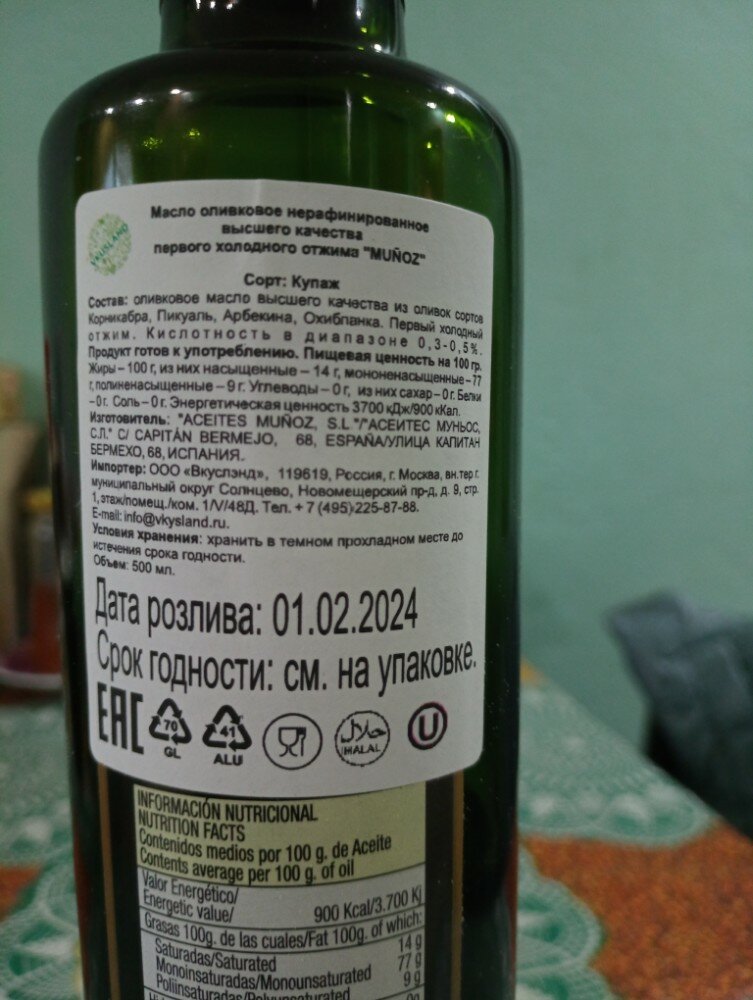 VKUSLAND
Масло оливковое нерафинированное
высшего качества
первого холодного отжима "MUÑOZ"
Сорт: Купаж
Состав: оливковое масло высшего качества из оливок сортов
Корникабра, Пикуаль, Арбекина, Охибланка. Первый холодный
отжим. Кислотность в диапазоне 0,3-0,5%.
Продукт готов к употреблению. Пищевая ценность на 100 гр.
Жиры – 100 г, из них насыщенные – 14 г, мононенасыщенные – 77
г, полиненасыщенные – 9 г. Углеводы – 0 г, из них сахар – 0 г. Белки
– 0г. Соль – 0 г. Энергетическая ценность 3700 кДж/900 кКал.
Изготовитель: "ACEITES MUÑOZ, S.L "/"АСЕИТЕС МУНЬОС,
С.Л." C/ CAPITÁN BERMEJO, 68, ESPAÑA/УЛИЦА КАПИТАН
БЕРМЕХО, 68, ИСПАНИЯ.
Импортер: ООО «Вкуслэнд», 119619, Россия, г. Москва, вн.тер г.
муниципальный округ Солнцево, Новомещерский пр-д, д. 9, стр.
1, этаж/помещ./ком. 1/V/48Д. Тел. + 7 (495)-225-87-88.
E-mail: info@vkysland.ru.
Условия хранения: хранить в темном прохладном месте до
истечения срока годности.
Объем: 500 мл.
Дата розлива: 01.02.2024
Срок годности: см. на упаковке.
EAC 70 GL 41 ALU حلال HALAL U
INFORMACIÓN NUTRICIONAL
NUTRITION FACTS
Contenidos medios por 100 g. de Aceite
Contents average per 100 g. of oil
Valor Energético/
Energetic value/ 900 Kcal/3.700 Kj
Grasas 100g. de las cuales/Fat 100g. of which:
Saturadas/Saturated 14 g
Monoinsaturadas/Monounsaturated 77 g
Poliinsaturadas/Polyunsaturated 9 g